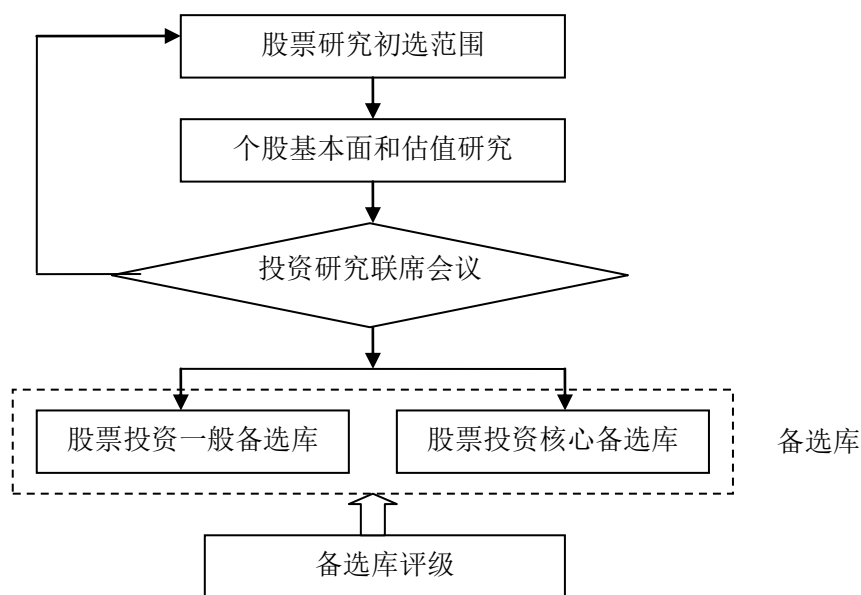 股票研究初选范围
个股基本面和估值研究
投资研究联席会议
股票投资一般备选库
股票投资核心备选库
备选库
备选库评级